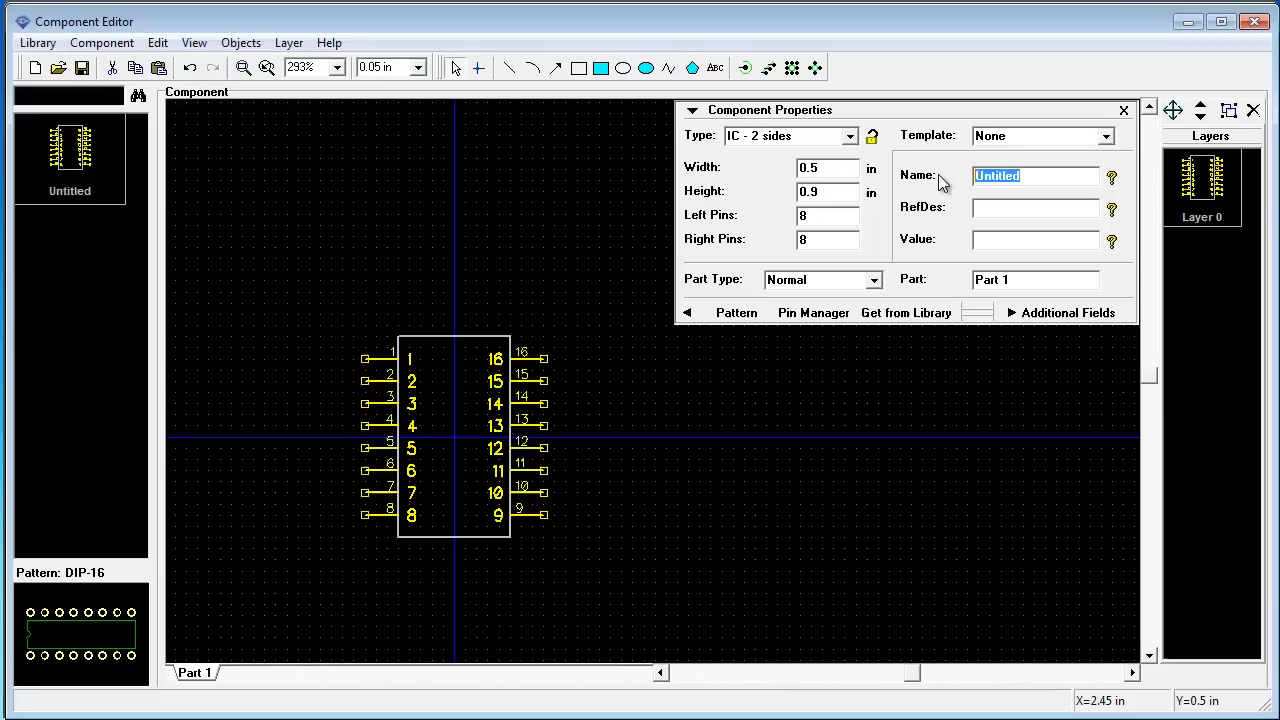 Component Editor
Library Component Edit View Objects Layer Help
293% 0.05 in ABC
Component
Untitled
Pattern: DIP-16
Component Properties
Type: IC - 2 sides Template: None
Width: 0.5 in Name: Untitled ?
Height: 0.9 in
Left Pins: 8 RefDes: ?
Right Pins: 8 Value: ?
Part Type: Normal Part: Part 1
Pattern Pin Manager Get from Library Additional Fields
Layers
Layer 0
1 1 16 16
2 2 15 15
3 3 14 14
4 4 13 13
5 5 12 12
6 6 11 11
7 7 10 10
8 8 9 9
Part 1
X=2.45 in Y=0.5 in